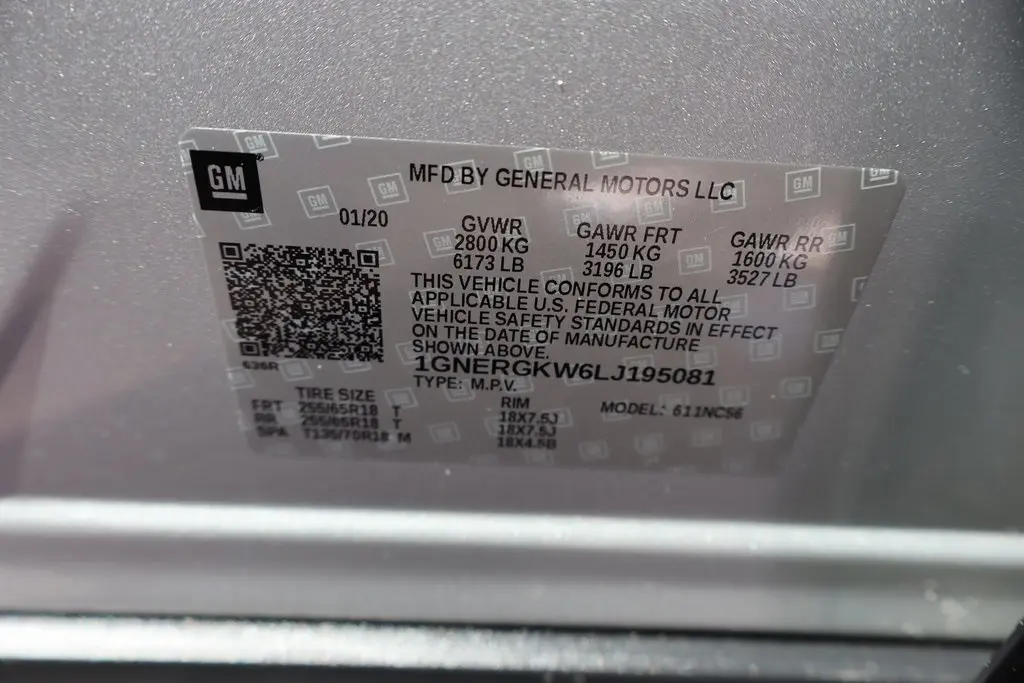 GM
MFD BY GENERAL MOTORS LLC
01/20
GVWR GAWR FRT GAWR RR
2800 KG 1450 KG 1600 KG
6173 LB 3196 LB 3527 LB
THIS VEHICLE CONFORMS TO ALL
APPLICABLE U.S. FEDERAL MOTOR
VEHICLE SAFETY STANDARDS IN EFFECT
ON THE DATE OF MANUFACTURE
SHOWN ABOVE.
1GNERGKW6LJ195081
TYPE: M.P.V.
636R
TIRE SIZE RIM MODEL: 611NC56
FRT 255/65R18 T 18X7.5J
RR 255/65R18 T 18X7.5J
SPA T135/70R18 M 18X4.5B